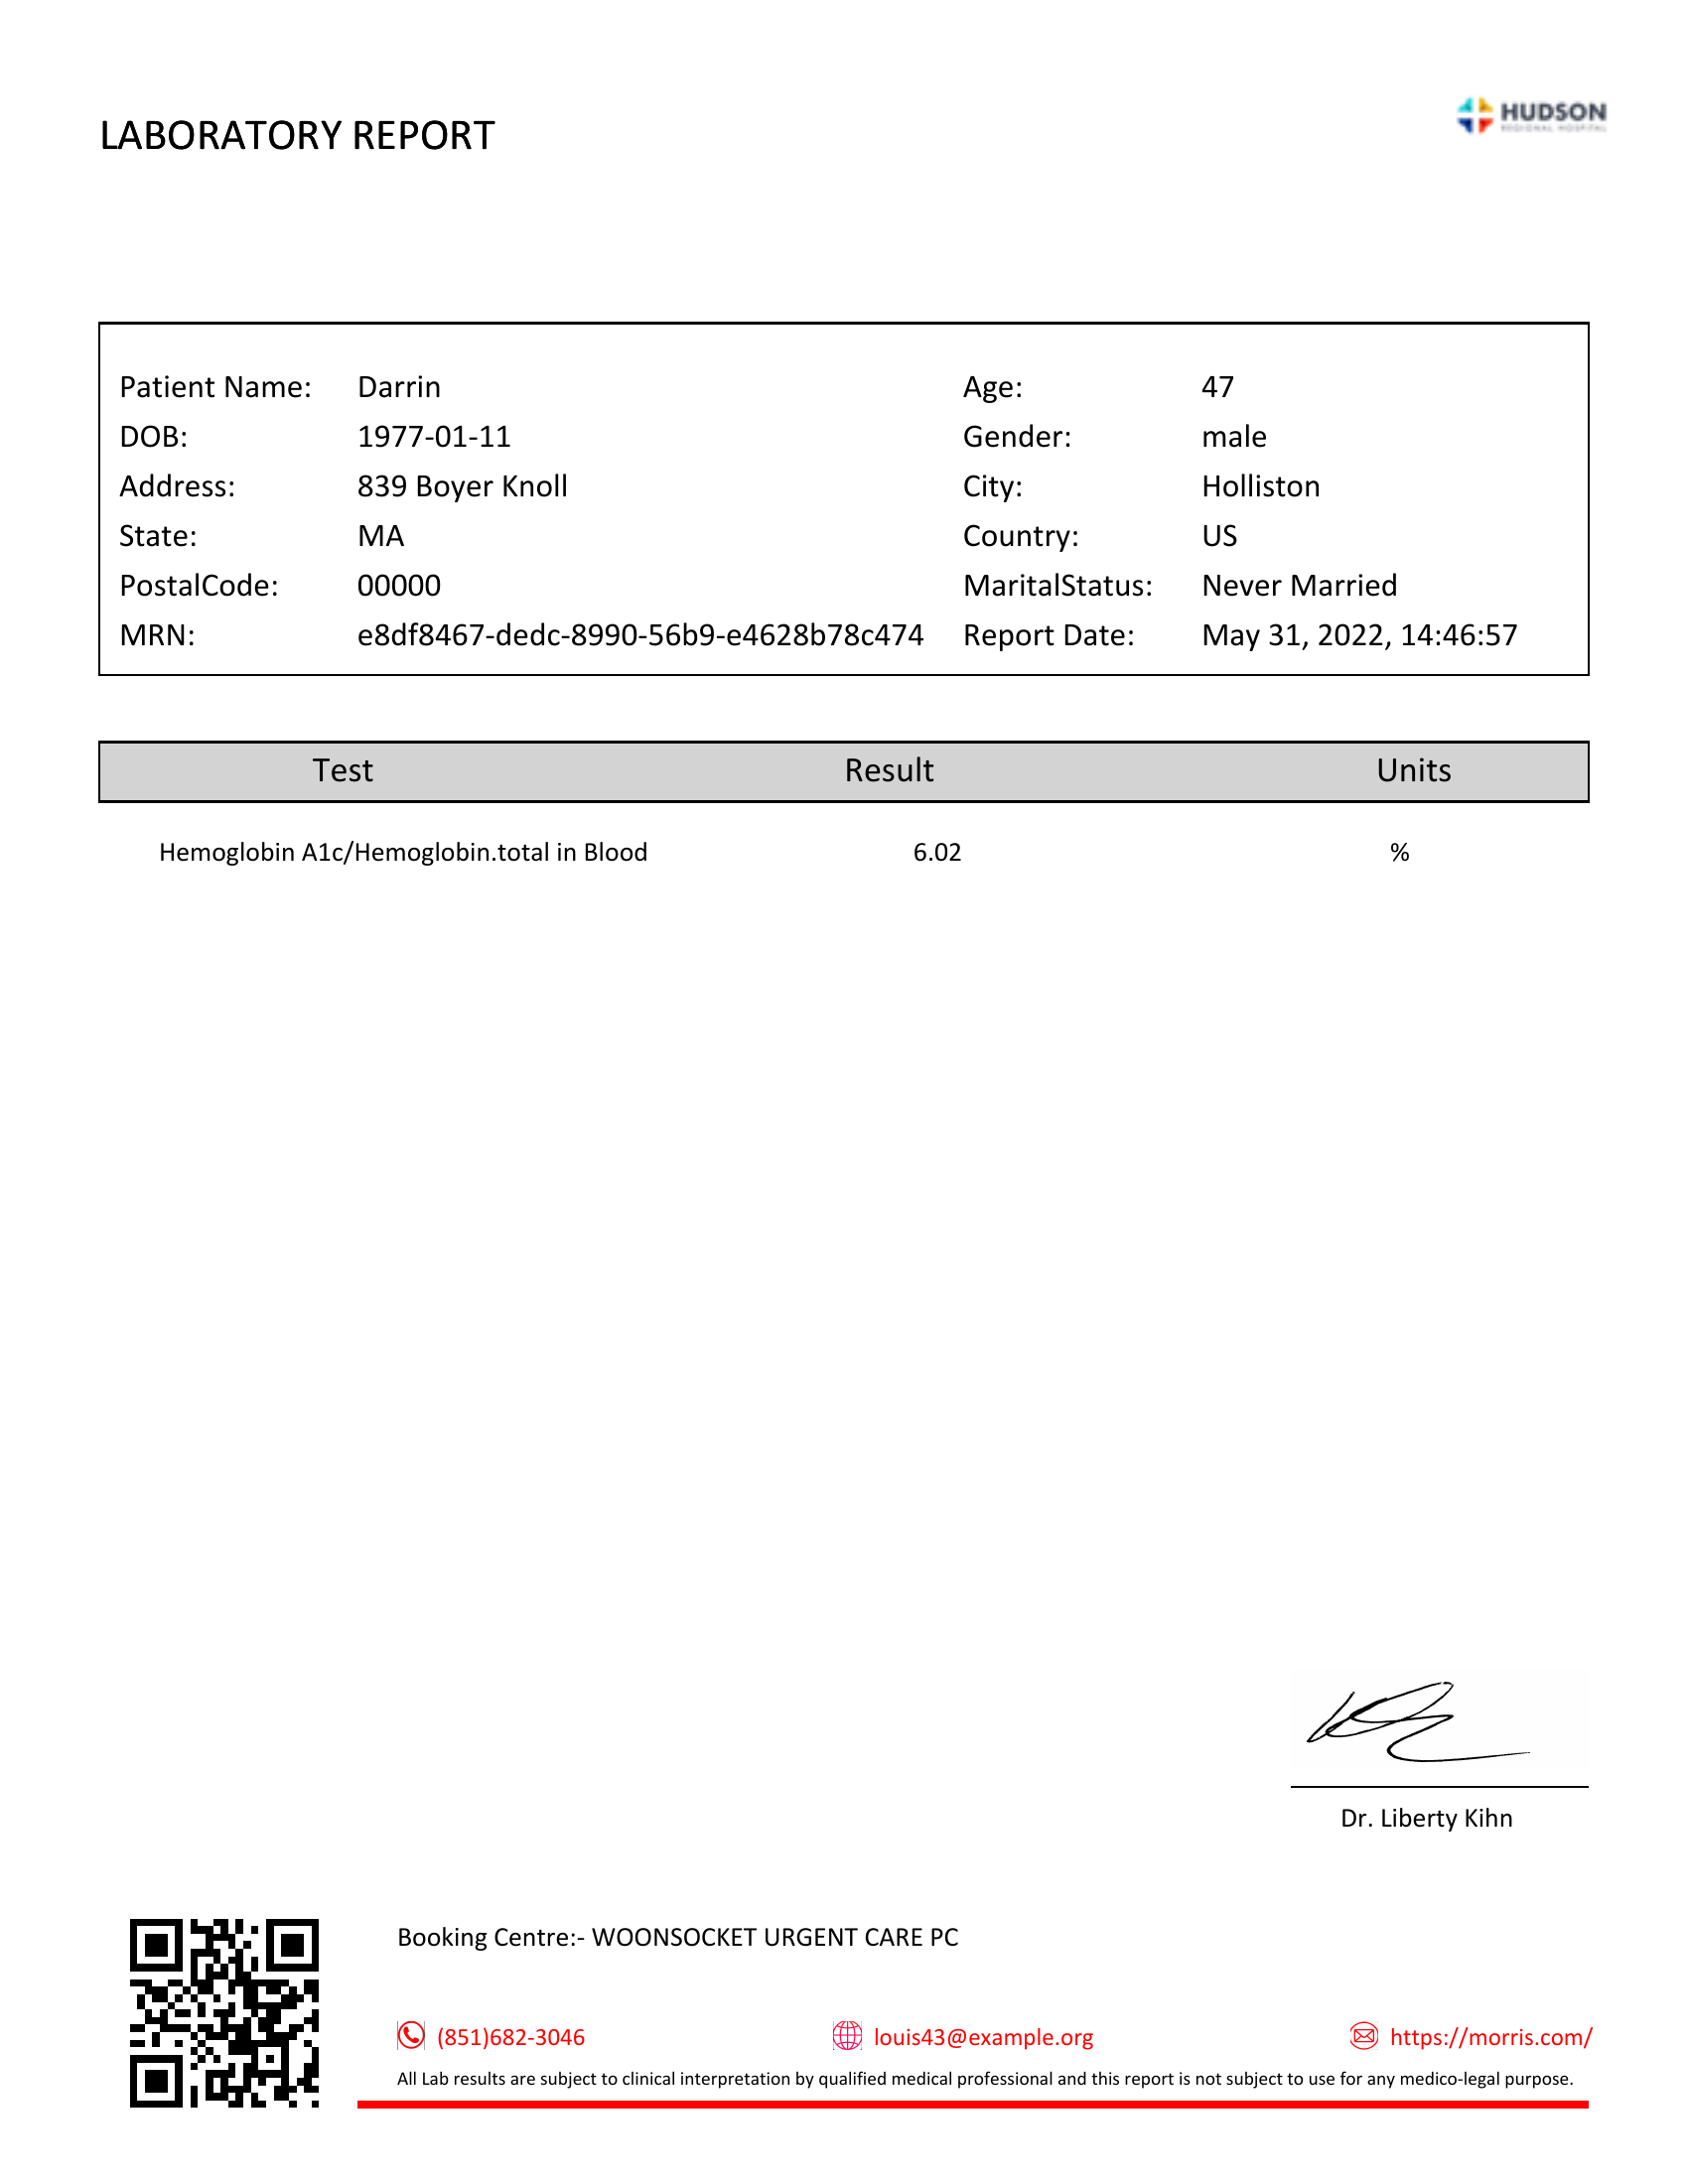 LABORATORY REPORT
HUDSON
REGIONAL HOSPITAL
Patient Name: Darrin Age: 47
DOB: 1977-01-11 Gender: male
Address: 839 Boyer Knoll City: Holliston
State: MA Country: US
PostalCode: 00000 MaritalStatus: Never Married
MRN: e8df8467-dedc-8990-56b9-e4628b78c474 Report Date: May 31, 2022, 14:46:57
Test Result Units
Hemoglobin A1c/Hemoglobin.total in Blood 6.02 %
Dr. Liberty Kihn
Booking Centre:- WOONSOCKET URGENT CARE PC
(851)682-3046 louis43@example.org https://morris.com/
All Lab results are subject to clinical interpretation by qualified medical professional and this report is not subject to use for any medico-legal purpose.